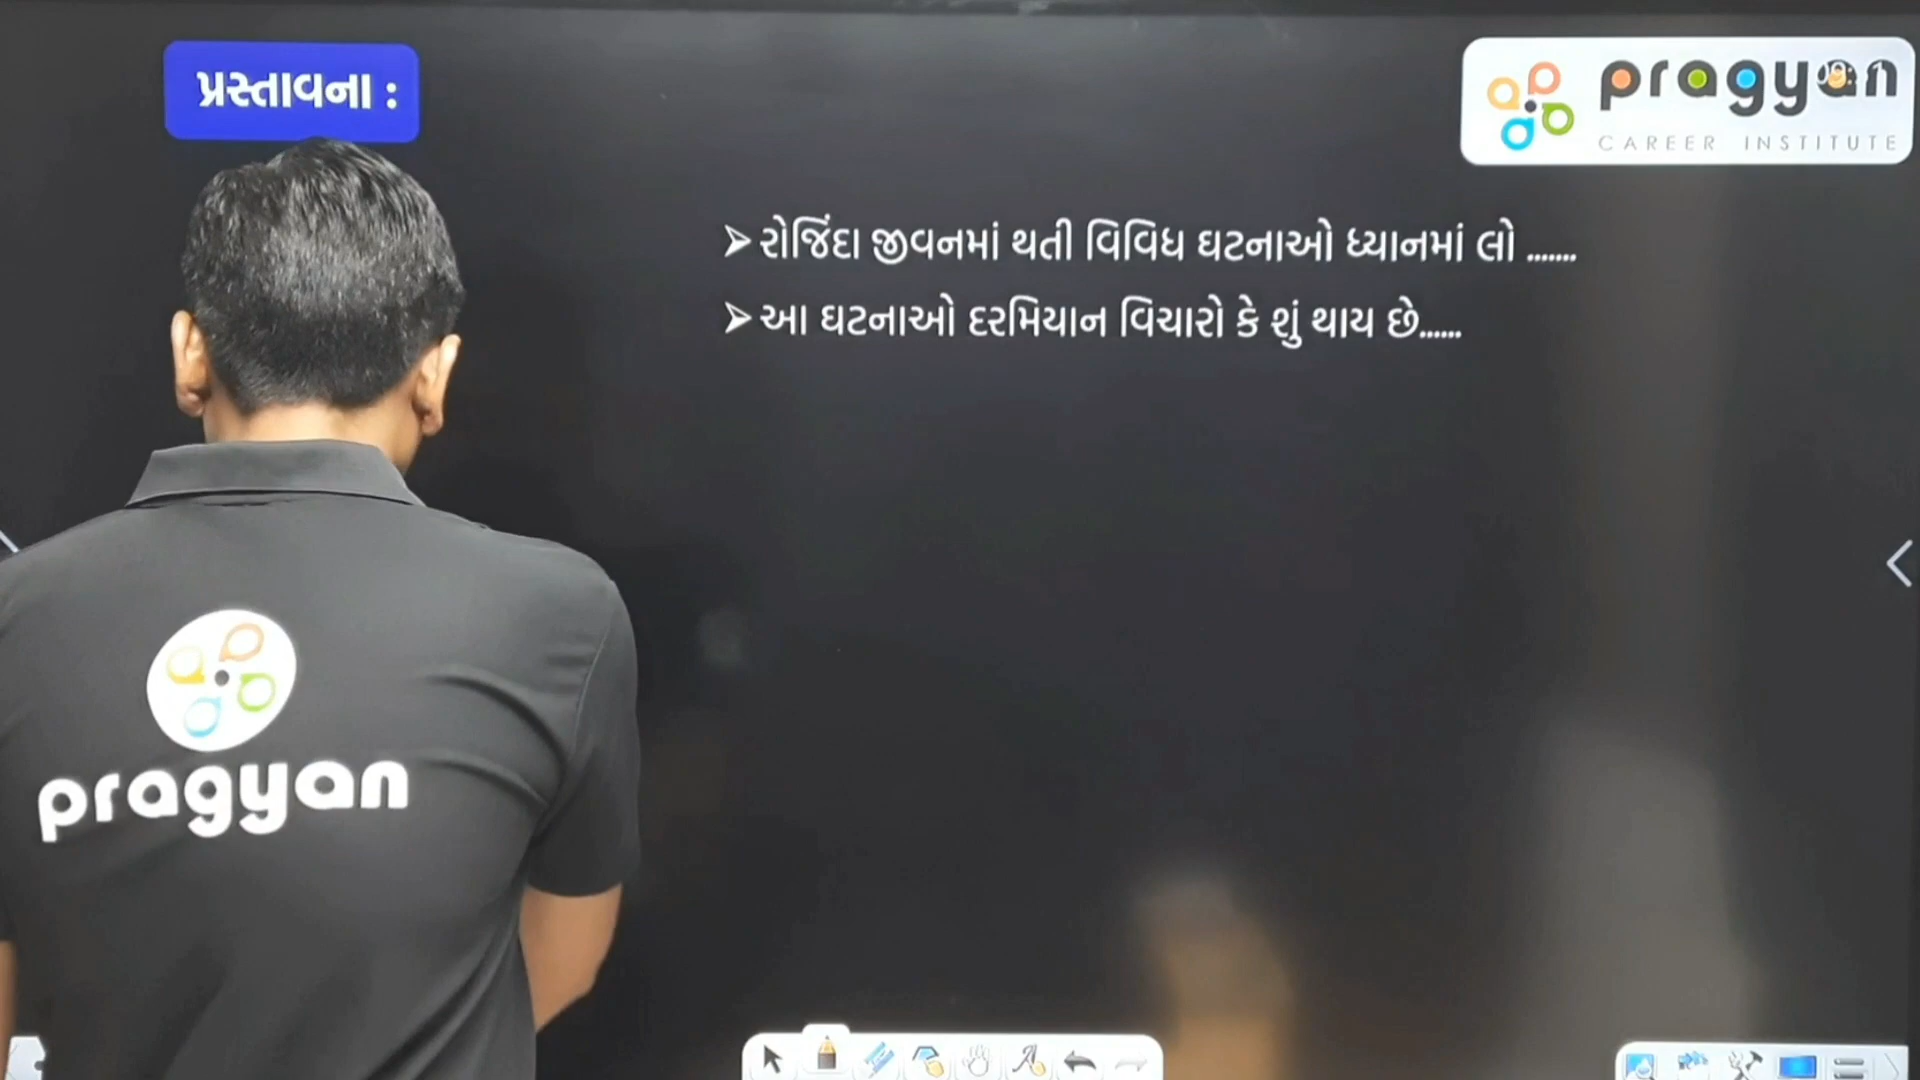 પ્રસ્તાવના :
pragyan
CAREER INSTITUTE
➢ રોજિંદા જીવનમાં થતી વિવિધ ઘટનાઓ ધ્યાનમાં લો .......
➢ આ ઘટનાઓ દરમિયાન વિચારો કે શું થાય છે......
pragyan